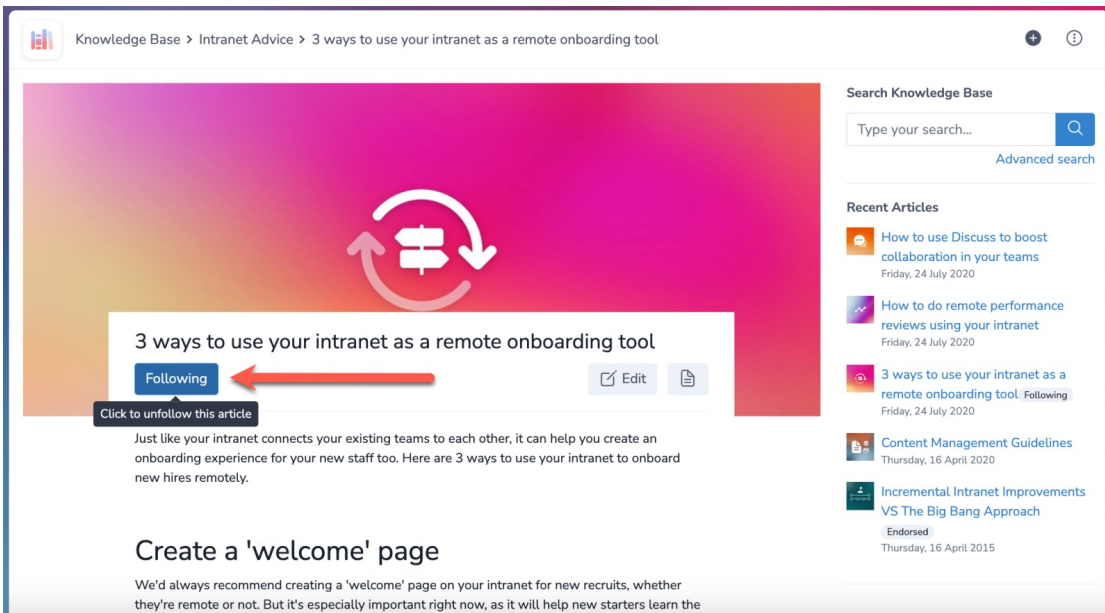 Knowledge Base > Intranet Advice > 3 ways to use your intranet as a remote onboarding tool
3 ways to use your intranet as a remote onboarding tool
Following
Edit
Click to unfollow this article
Just like your intranet connects your existing teams to each other, it can help you create an
onboarding experience for your new staff too. Here are 3 ways to use your intranet to onboard
new hires remotely.
Create a 'welcome' page
We'd always recommend creating a 'welcome' page on your intranet for new recruits, whether
they're remote or not. But it's especially important right now, as it will help new starters learn the
Search Knowledge Base
Type your search...
Advanced search
Recent Articles
How to use Discuss to boost
collaboration in your teams
Friday, 24 July 2020
How to do remote performance
reviews using your intranet
Friday, 24 July 2020
3 ways to use your intranet as a
remote onboarding tool Following
Friday, 24 July 2020
Content Management Guidelines
Thursday, 16 April 2020
Incremental Intranet Improvements
VS The Big Bang Approach
Endorsed
Thursday, 16 April 2015